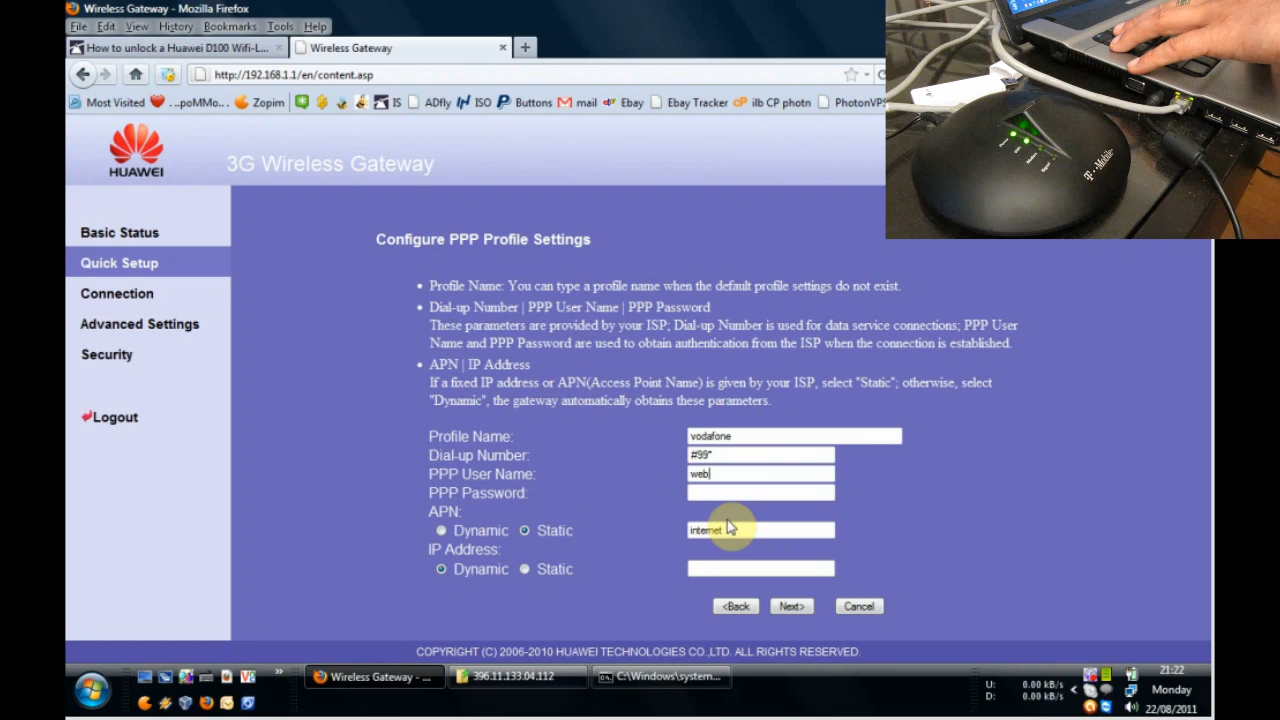 Wireless Gateway - Mozilla Firefox
File Edit View History Bookmarks Tools Help
How to unlock a Huawei D100 Wifi-L...
Wireless Gateway
http://192.168.1.1/en/content.asp
Most Visited ..poMMo... Zopim IS ADfly ISO Buttons mail Ebay Ebay Tracker ilb CP photn PhotonVPS
HUAWEI
3G Wireless Gateway
T··Mobile
Basic Status
Quick Setup
Connection
Advanced Settings
Security
Logout
Configure PPP Profile Settings
• Profile Name: You can type a profile name when the default profile settings do not exist.
• Dial-up Number | PPP User Name | PPP Password
These parameters are provided by your ISP; Dial-up Number is used for data service connections; PPP User
Name and PPP Password are used to obtain authentication from the ISP when the connection is established.
• APN | IP Address
If a fixed IP address or APN(Access Point Name) is given by your ISP, select "Static"; otherwise, select
"Dynamic", the gateway automatically obtains these parameters.
Profile Name: vodafone
Dial-up Number: #99"
PPP User Name: web
PPP Password:
APN:
Dynamic Static internet
IP Address:
Dynamic Static
<Back Next> Cancel
COPYRIGHT (C) 2006-2010 HUAWEI TECHNOLOGIES CO.,LTD. ALL RIGHTS RESERVED.
Wireless Gateway - ...
396.11.133.04.112
C:\Windows\system...
U: 0.00 kB/s
D: 0.00 kB/s
21:22
Monday
22/08/2011